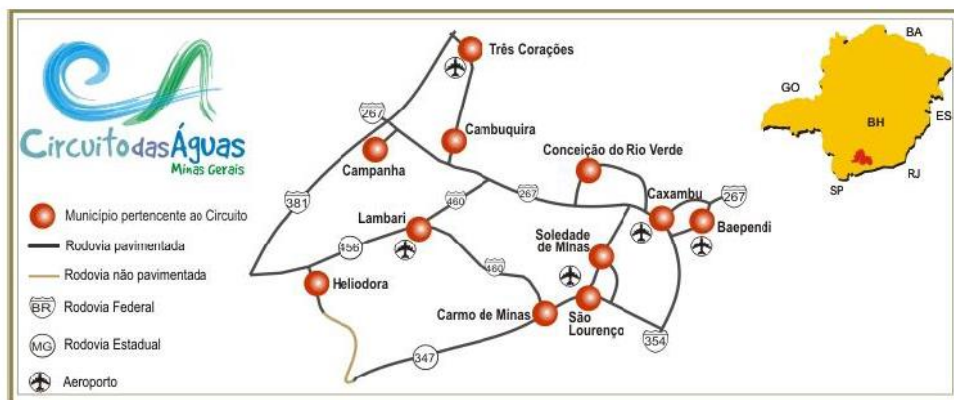 Circuito das Águas
Minas Gerais
Município pertencente ao Circuito
Rodovia pavimentada
Rodovia não pavimentada
BR Rodovia Federal
MG Rodovia Estadual
Aeroporto
Três Corações
267
Cambuquira
Campanha
Conceição do Rio Verde
381
Lambari
460
267
Caxambu
267
Baependi
456
Soledade
de Minas
Heliodora
460
Carmo de Minas
São
Lourenço
354
347
BA
GO
ES
BH
SP
RJ